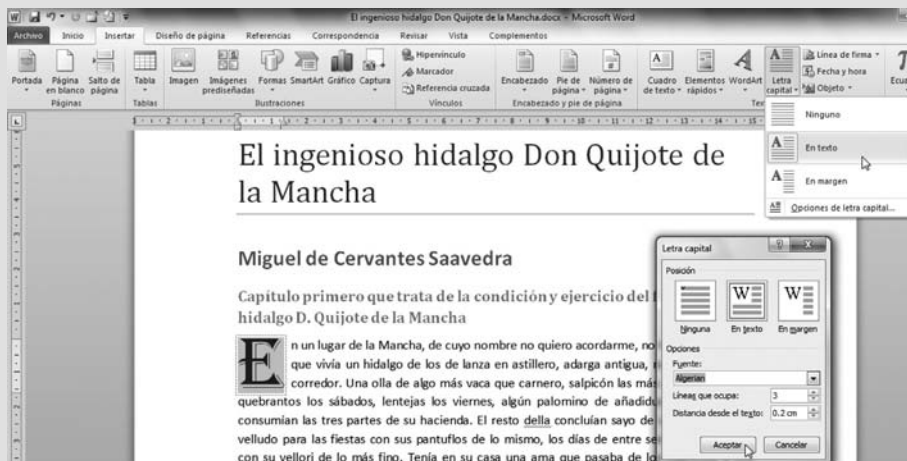 El ingenioso hidalgo Don Quijote de la Mancha.docx - Microsoft Word
Archivo Inicio Insertar Diseño de página Referencias Correspondencia Revisar Vista Complementos
Portada Página en blanco Salto de página
Páginas
Tabla
Tablas
Imagen Imágenes prediseñadas Formas SmartArt Gráfico Captura
Ilustraciones
Hipervínculo
Marcador
Referencia cruzada
Vínculos
Encabezado Pie de página Número de página
Encabezado y pie de página
Cuadro de texto Elementos rápidos WordArt Letra capital
Línea de firma
Fecha y hora
Objeto
Tex
Ecua
Ninguno
En texto
En margen
Opciones de letra capital...
El ingenioso hidalgo Don Quijote de
la Mancha
Miguel de Cervantes Saavedra
Capítulo primero que trata de la condición y ejercicio del f
hidalgo D. Quijote de la Mancha
En un lugar de la Mancha, de cuyo nombre no quiero acordarme, no
que vivía un hidalgo de los de lanza en astillero, adarga antigua,
corredor. Una olla de algo más vaca que carnero, salpicón las más
quebrantos los sábados, lentejas los viernes, algún palomino de añadidu
consumían las tres partes de su hacienda. El resto della concluían sayo de
velludo para las fiestas con sus pantuflos de lo mismo, los días de entre se
con su vellori de lo más fino. Tenía en su casa una ama que pasaba de lo
Letra capital
Posición
Ninguna En texto En margen
Opciones
Fuente:
Algerian
Líneas que ocupa: 3
Distancia desde el texto: 0.2 cm
Aceptar Cancelar